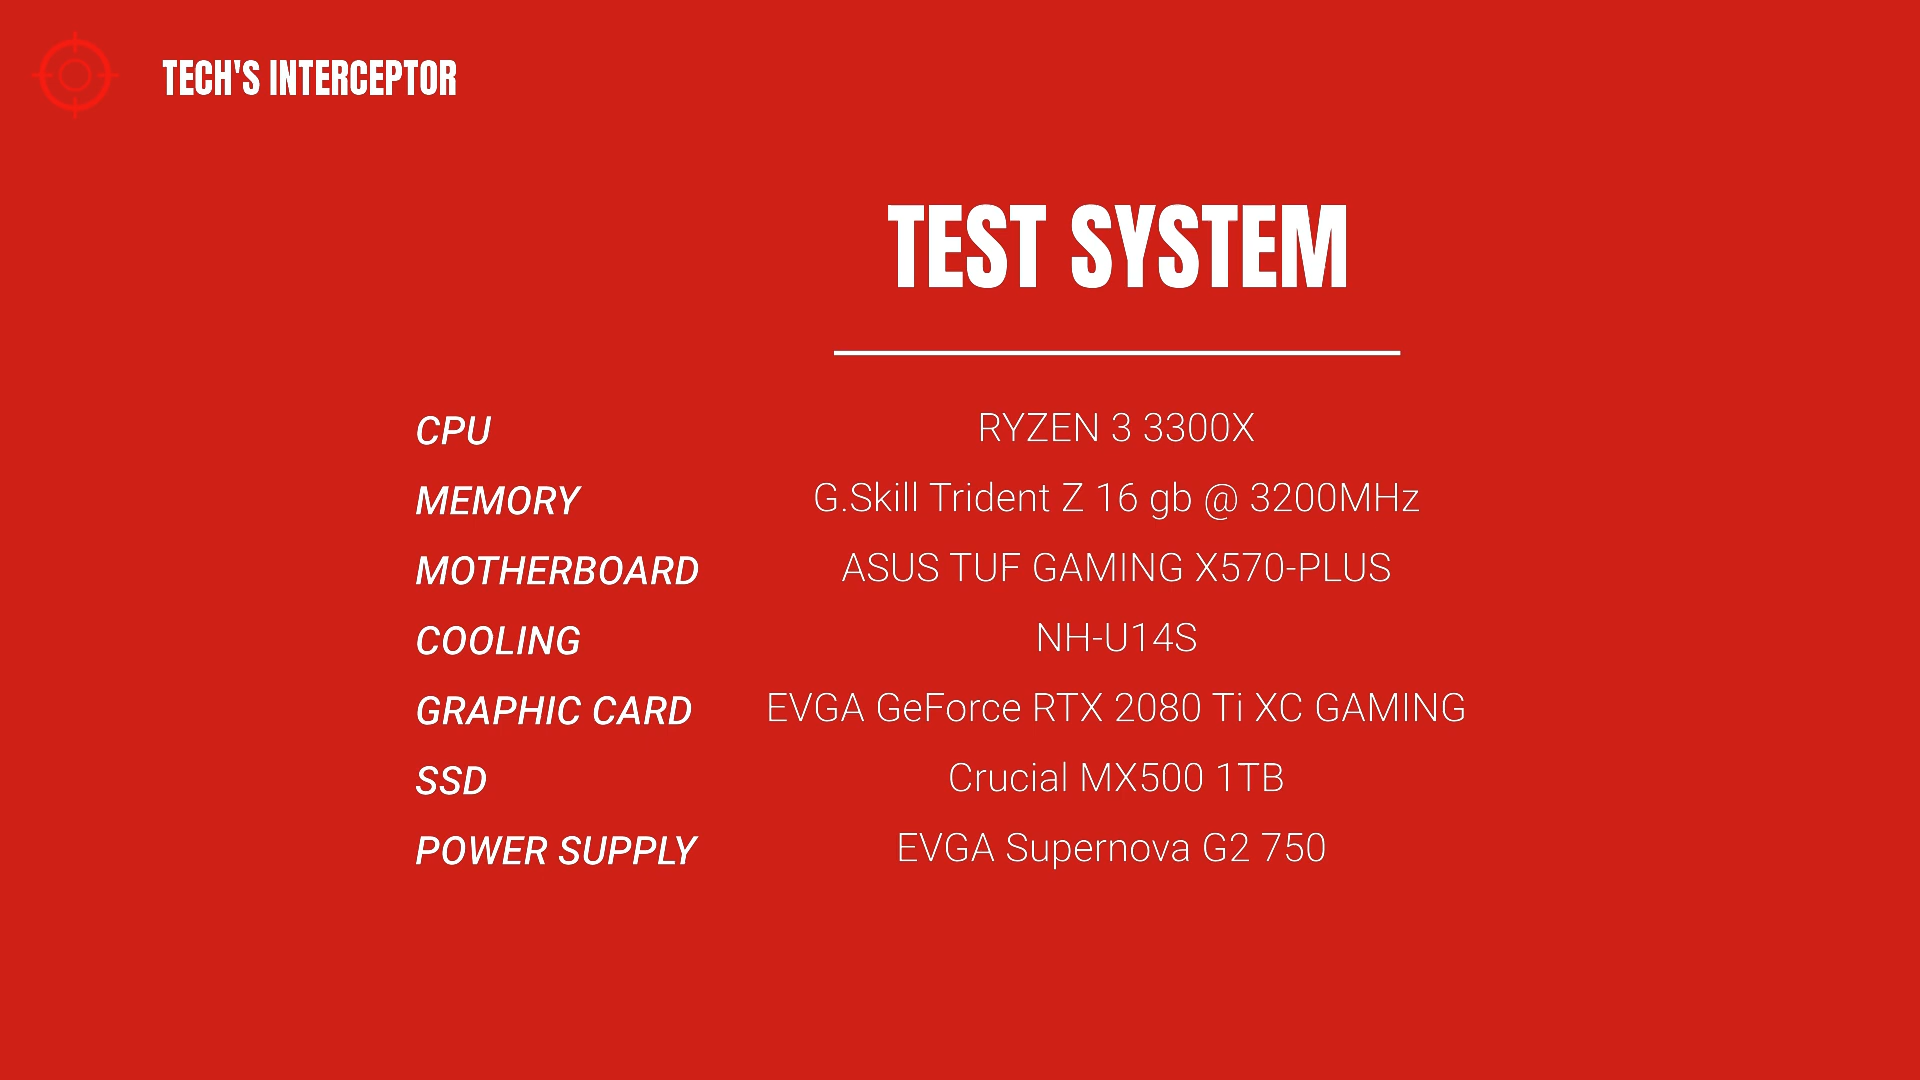 TECH'S INTERCEPTOR
TEST SYSTEM
CPU RYZEN 3 3300X
MEMORY G.Skill Trident Z 16 gb @ 3200MHz
MOTHERBOARD ASUS TUF GAMING X570-PLUS
COOLING NH-U14S
GRAPHIC CARD EVGA GeForce RTX 2080 Ti XC GAMING
SSD Crucial MX500 1TB
POWER SUPPLY EVGA Supernova G2 750